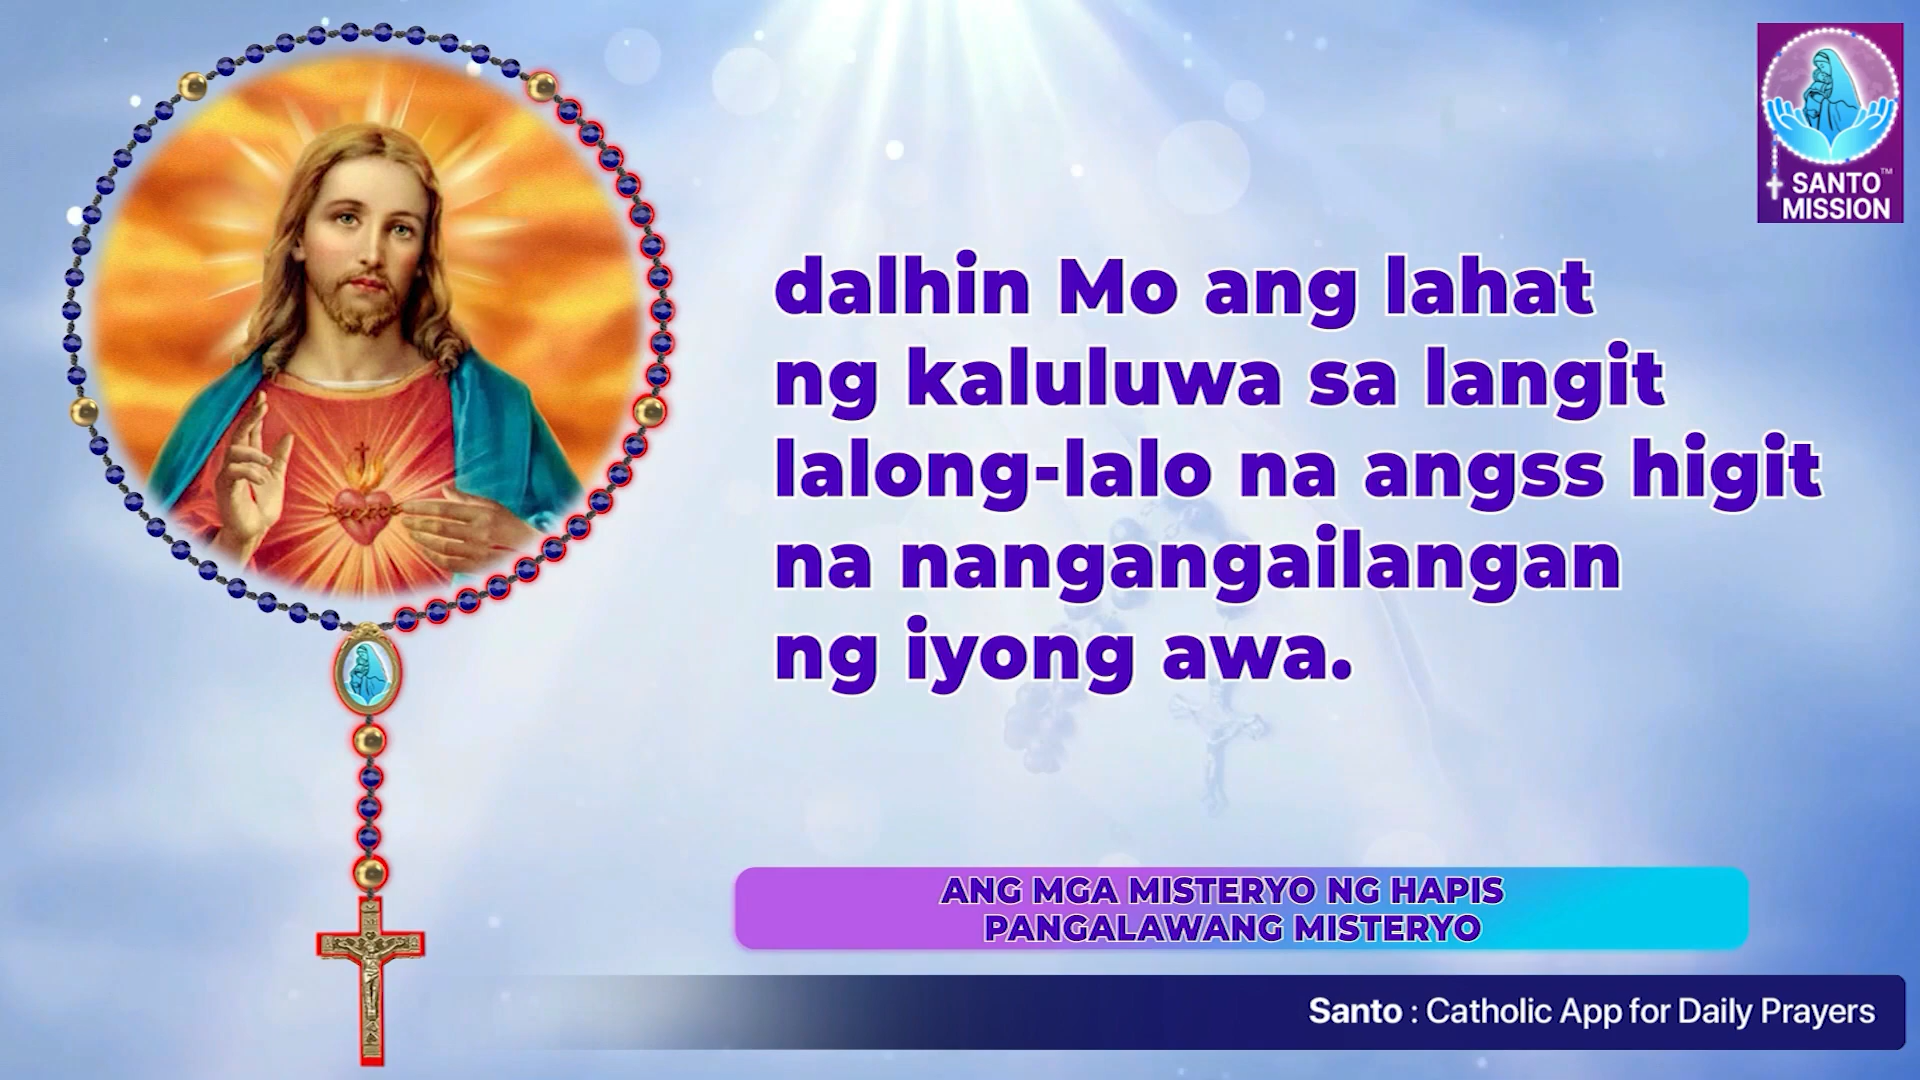 SANTO™
MISSION
dalhin Mo ang lahat
ng kaluluwa sa langit
lalong-lalo na angss higit
na nangangailangan
ng iyong awa.
ANG MGA MISTERYO NG HAPIS
PANGALAWANG MISTERYO
Santo : Catholic App for Daily Prayers